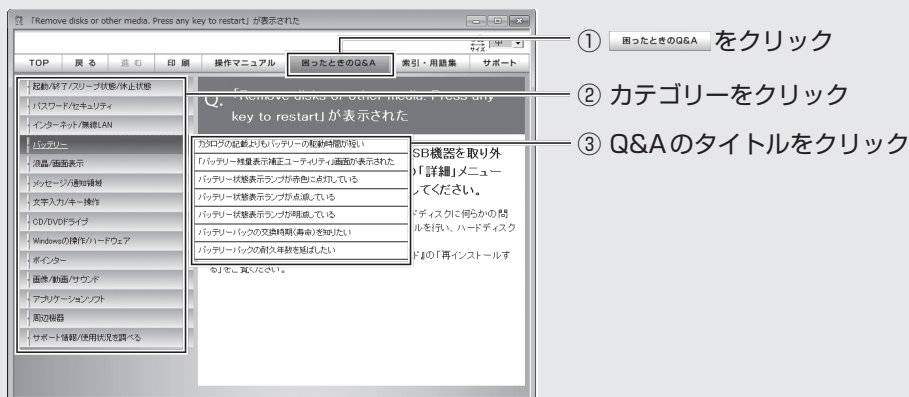 「Remove disks or other media. Press any key to restart」が表示された
サイズ 中
TOP 戻る 進む 印刷 操作マニュアル 困ったときのQ&A 索引・用語集 サポート
① 困ったときのQ&A をクリック
② カテゴリーをクリック
③ Q&Aのタイトルをクリック
起動/終了/スリープ状態/休止状態
パスワード/セキュリティ
インターネット/無線LAN
バッテリー
液晶/画面表示
メッセージ/通知領域
文字入力/キー操作
CD/DVDドライブ
Windowsの操作/ハードウェア
ポインター
画像/動画/サウンド
アプリケーションソフト
周辺機器
サポート情報/使用状況を調べる
Q. 「Remove disks or other media. Press any
key to restart」が表示された
カタログの記載よりもバッテリーの駆動時間が短い
「バッテリー残量表示補正ユーティリティ」画面が表示された
バッテリー状態表示ランプが赤色に点灯している
バッテリー状態表示ランプが点滅している
バッテリー状態表示ランプが明滅している
バッテリーパックの交換時期(寿命)を知りたい
バッテリーパックの耐久年数を延ばしたい
SB機器を取り外
「詳細」メニュー
してください。
ドディスクに何らかの問
ルを行い、ハードディスク
ド』の「再インストールす
る」をご覧ください。